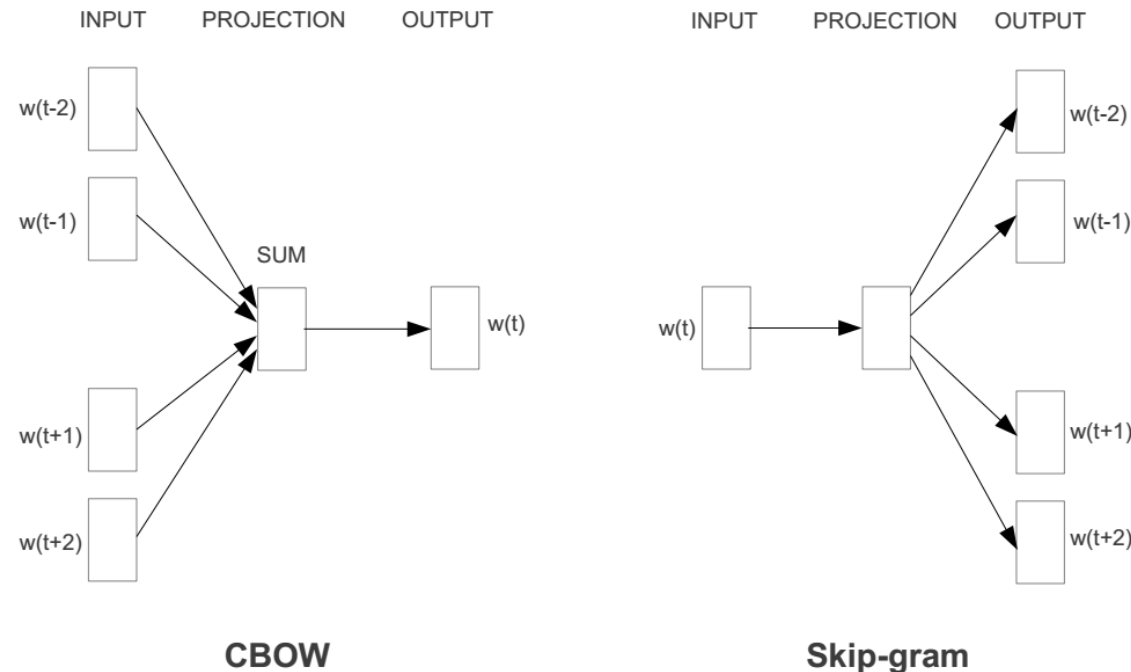 INPUT PROJECTION OUTPUT
w(t-2)
w(t-1)
SUM
w(t)
w(t+1)
w(t+2)
CBOW
INPUT PROJECTION OUTPUT
w(t-2)
w(t-1)
w(t)
w(t+1)
w(t+2)
Skip-gram